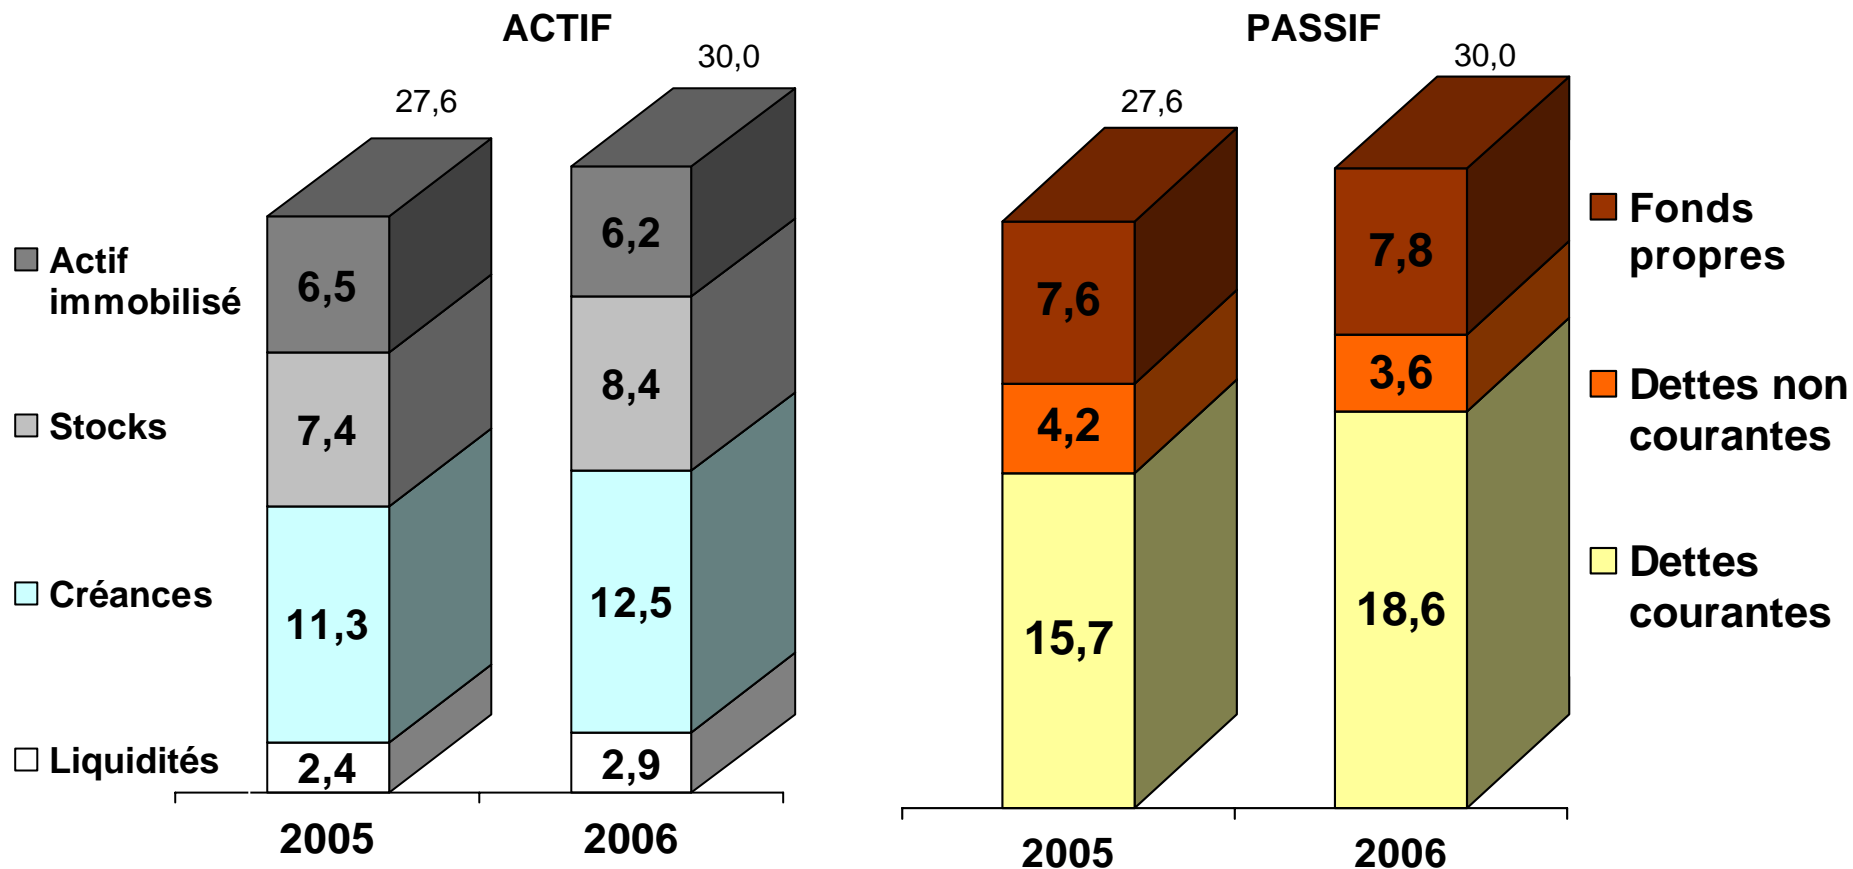 ACTIF
27,6
30,0
Actif
immobilisé
6,5
6,2
Stocks
7,4
8,4
Créances
11,3
12,5
Liquidités
2,4
2,9
2005
2006
PASSIF
27,6
30,0
7,6
7,8
Fonds
propres
4,2
3,6
Dettes non
courantes
15,7
18,6
Dettes
courantes
2005
2006